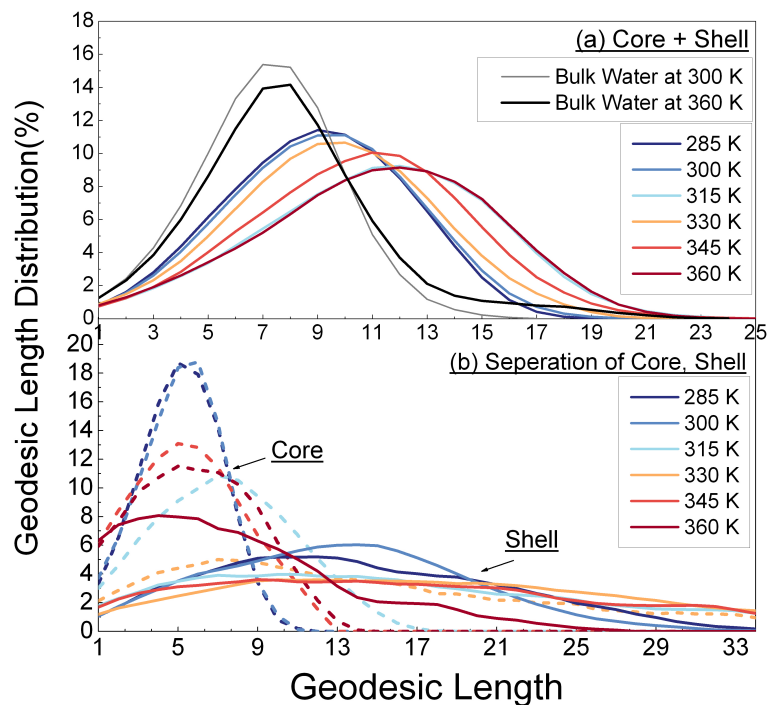 Geodesic Length Distribution(%)
18
16
14
12
10
8
6
4
2
0
(a) Core + Shell
Bulk Water at 300 K
Bulk Water at 360 K
285 K
300 K
315 K
330 K
345 K
360 K
1 3 5 7 9 11 13 15 17 19 21 23 25
20
18
16
14
12
10
8
6
4
2
0
(b) Seperation of Core, Shell
285 K
300 K
315 K
330 K
345 K
360 K
Core
Shell
1 5 9 13 17 21 25 29 33
Geodesic Length